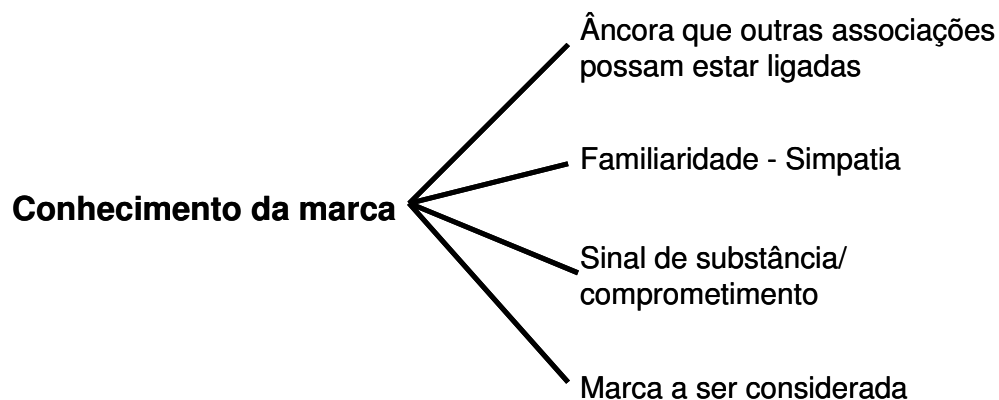 Âncora que outras associações
possam estar ligadas
Familiaridade - Simpatia
Conhecimento da marca
Sinal de substância/
comprometimento
Marca a ser considerada